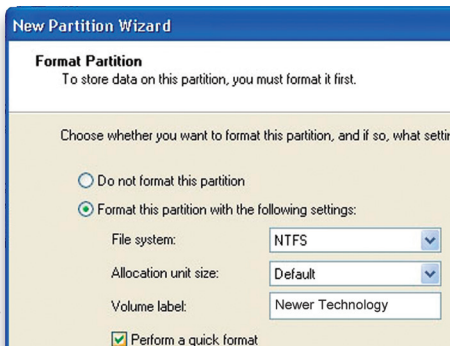 New Partition Wizard
Format Partition
To store data on this partition, you must format it first.
Choose whether you want to format this partition, and if so, what
Do not format this partition
Format this partition with the following settings:
File system: NTFS
Allocation unit size: Default
Volume label: Newer Technology
Perform a quick format